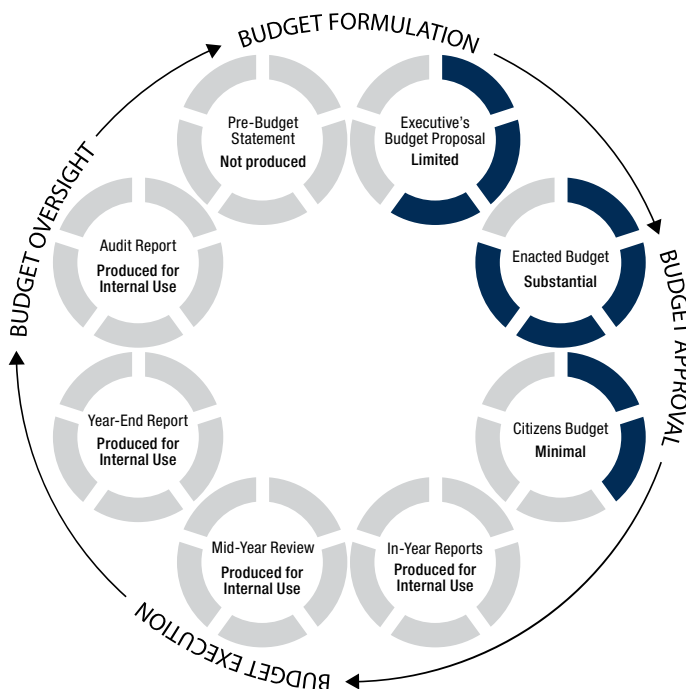 BUDGET FORMULATION
Pre-Budget
Statement
Not produced
Executive's
Budget Proposal
Limited
Enacted Budget
Substantial
BUDGET APPROVAL
Citizens Budget
Minimal
In-Year Reports
Produced for
Internal Use
BUDGET EXECUTION
Mid-Year Review
Produced for
Internal Use
Year-End Report
Produced for
Internal Use
BUDGET OVERSIGHT
Audit Report
Produced for
Internal Use